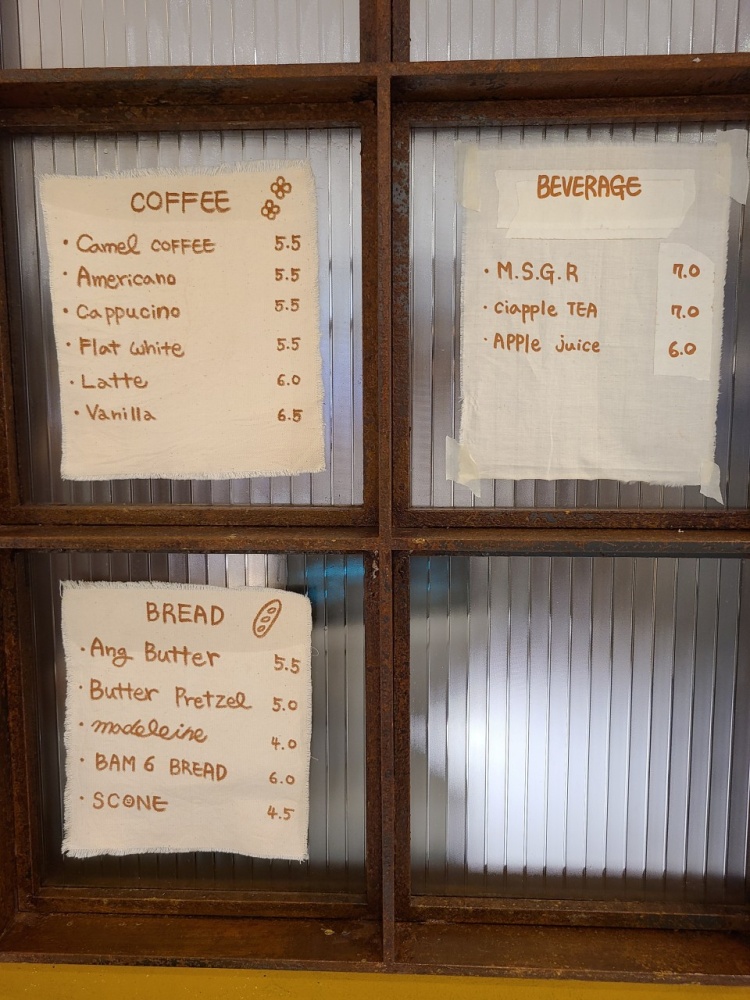 COFFEE
· Camel COFFEE 5.5
· Americano 5.5
· Cappucino 5.5
· Flat white 5.5
· Latte 6.0
· Vanilla 6.5
BEVERAGE
· M.S.G.R 7.0
· ciapple TEA 7.0
· APPle juice 6.0
BREAD
· Ang Butter 5.5
· Butter Pretzel 5.0
· madeleine 4.0
· BAM 6 BREAD 6.0
· SCONE 4.5